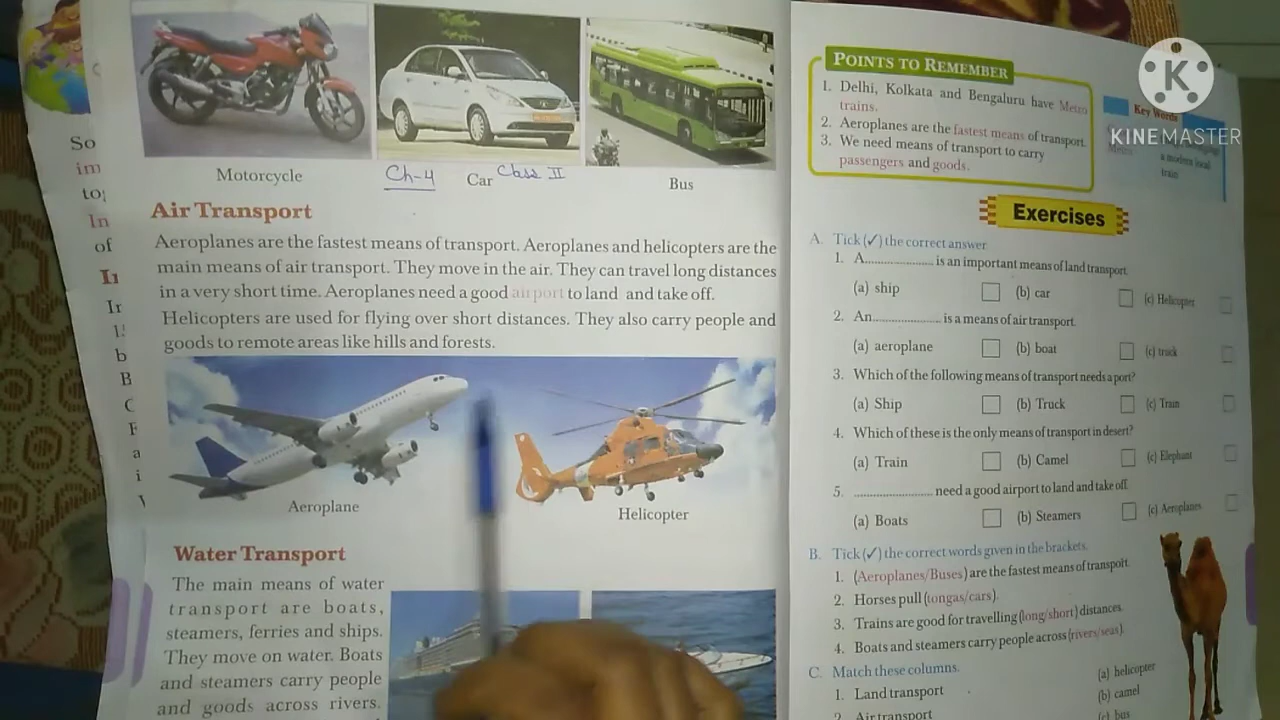 So
im
to
In
of
Motorcycle
Ch-4
Car
Class II
Bus
Air Transport
Aeroplanes are the fastest means of transport. Aeroplanes and helicopters are the
main means of air transport. They move in the air. They can travel long distances
in a very short time. Aeroplanes need a good airport to land and take off.
Helicopters are used for flying over short distances. They also carry people and
goods to remote areas like hills and forests.
Aeroplane
Helicopter
Water Transport
The main means of water
transport are boats,
steamers, ferries and ships.
They move on water. Boats
and steamers carry people
and goods across rivers.
POINTS TO REMEMBER
1. Delhi, Kolkata and Bengaluru have Metro
trains.
2. Aeroplanes are the fastest means of transport.
3. We need means of transport to carry
passengers and goods.
Key Words
a modern local
train
KINEMASTER
Exercises
A. Tick (✓) the correct answer
1. A.................... is an important means of land transport.
(a) ship (b) car (c) Helicopter
2. An.................... is a means of air transport.
(a) aeroplane (b) boat (c) truck
3. Which of the following means of transport needs a port?
(a) Ship (b) Truck (c) Train
4. Which of these is the only means of transport in desert?
(a) Train (b) Camel (c) Elephant
5. .................... need a good airport to land and take off.
(a) Boats (b) Steamers (c) Aeroplanes
B. Tick (✓) the correct words given in the brackets.
1. (Aeroplanes/Buses) are the fastest means of transport.
2. Horses pull (tongas/cars).
3. Trains are good for travelling (long/short) distances.
4. Boats and steamers carry people across (rivers/seas).
C. Match these columns.
1. Land transport (a) helicopter
2. Air transport (b) camel
(c) bus